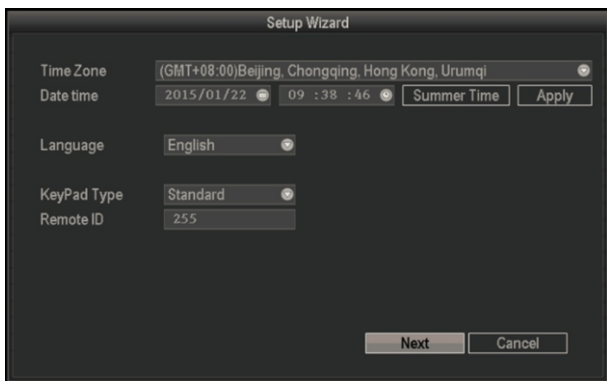 Setup Wizard
Time Zone (GMT+08:00)Beijing, Chongqing, Hong Kong, Urumqi
Date time 2015/01/22 09 :38 :46 Summer Time Apply
Language English
KeyPad Type Standard
Remote ID 255
Next Cancel